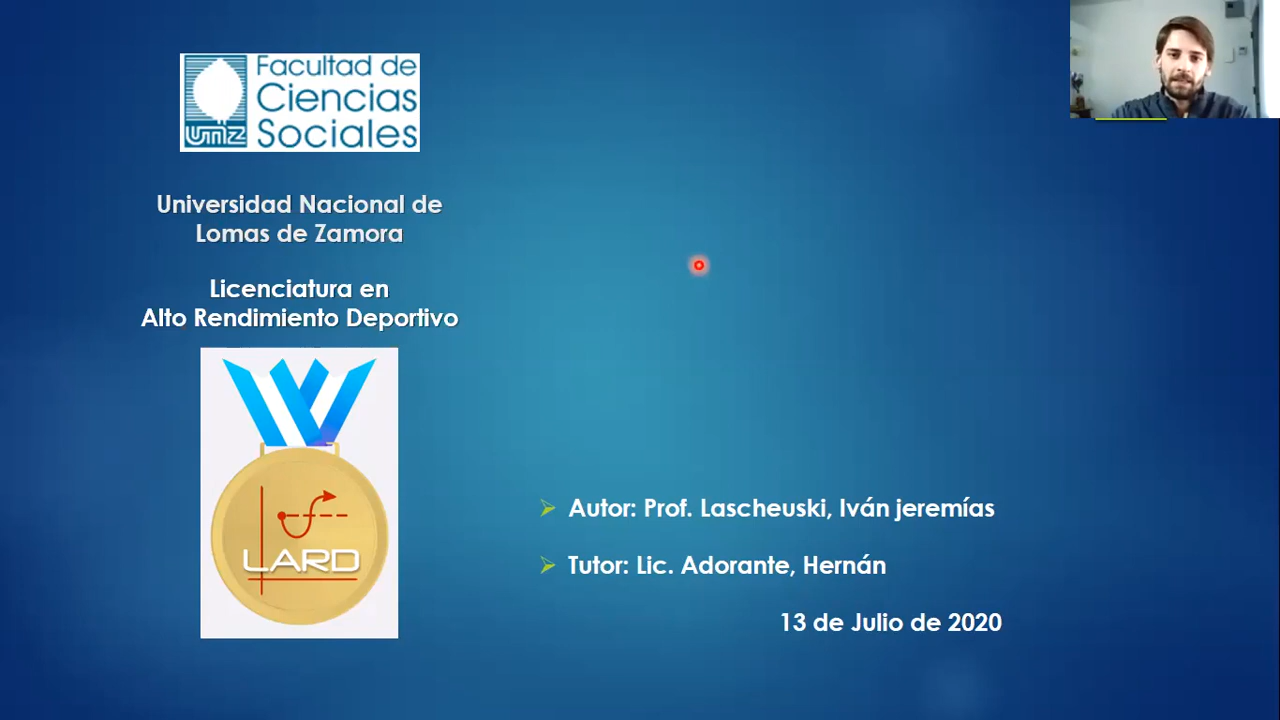 Facultad de
Ciencias
Sociales
UNLZ
Universidad Nacional de
Lomas de Zamora
Licenciatura en
Alto Rendimiento Deportivo
LARD
Autor: Prof. Lascheuski, Iván jeremías
Tutor: Lic. Adorante, Hernán
13 de Julio de 2020